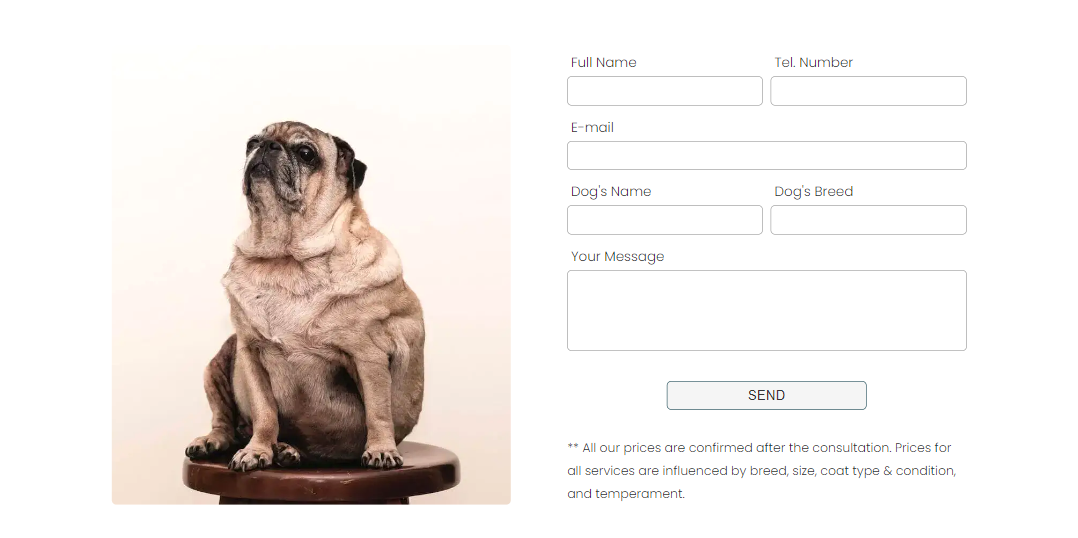 Full Name
Tel. Number
E-mail
Dog's Name
Dog's Breed
Your Message
SEND
** All our prices are confirmed after the consultation. Prices for
all services are influenced by breed, size, coat type & condition,
and temperament.